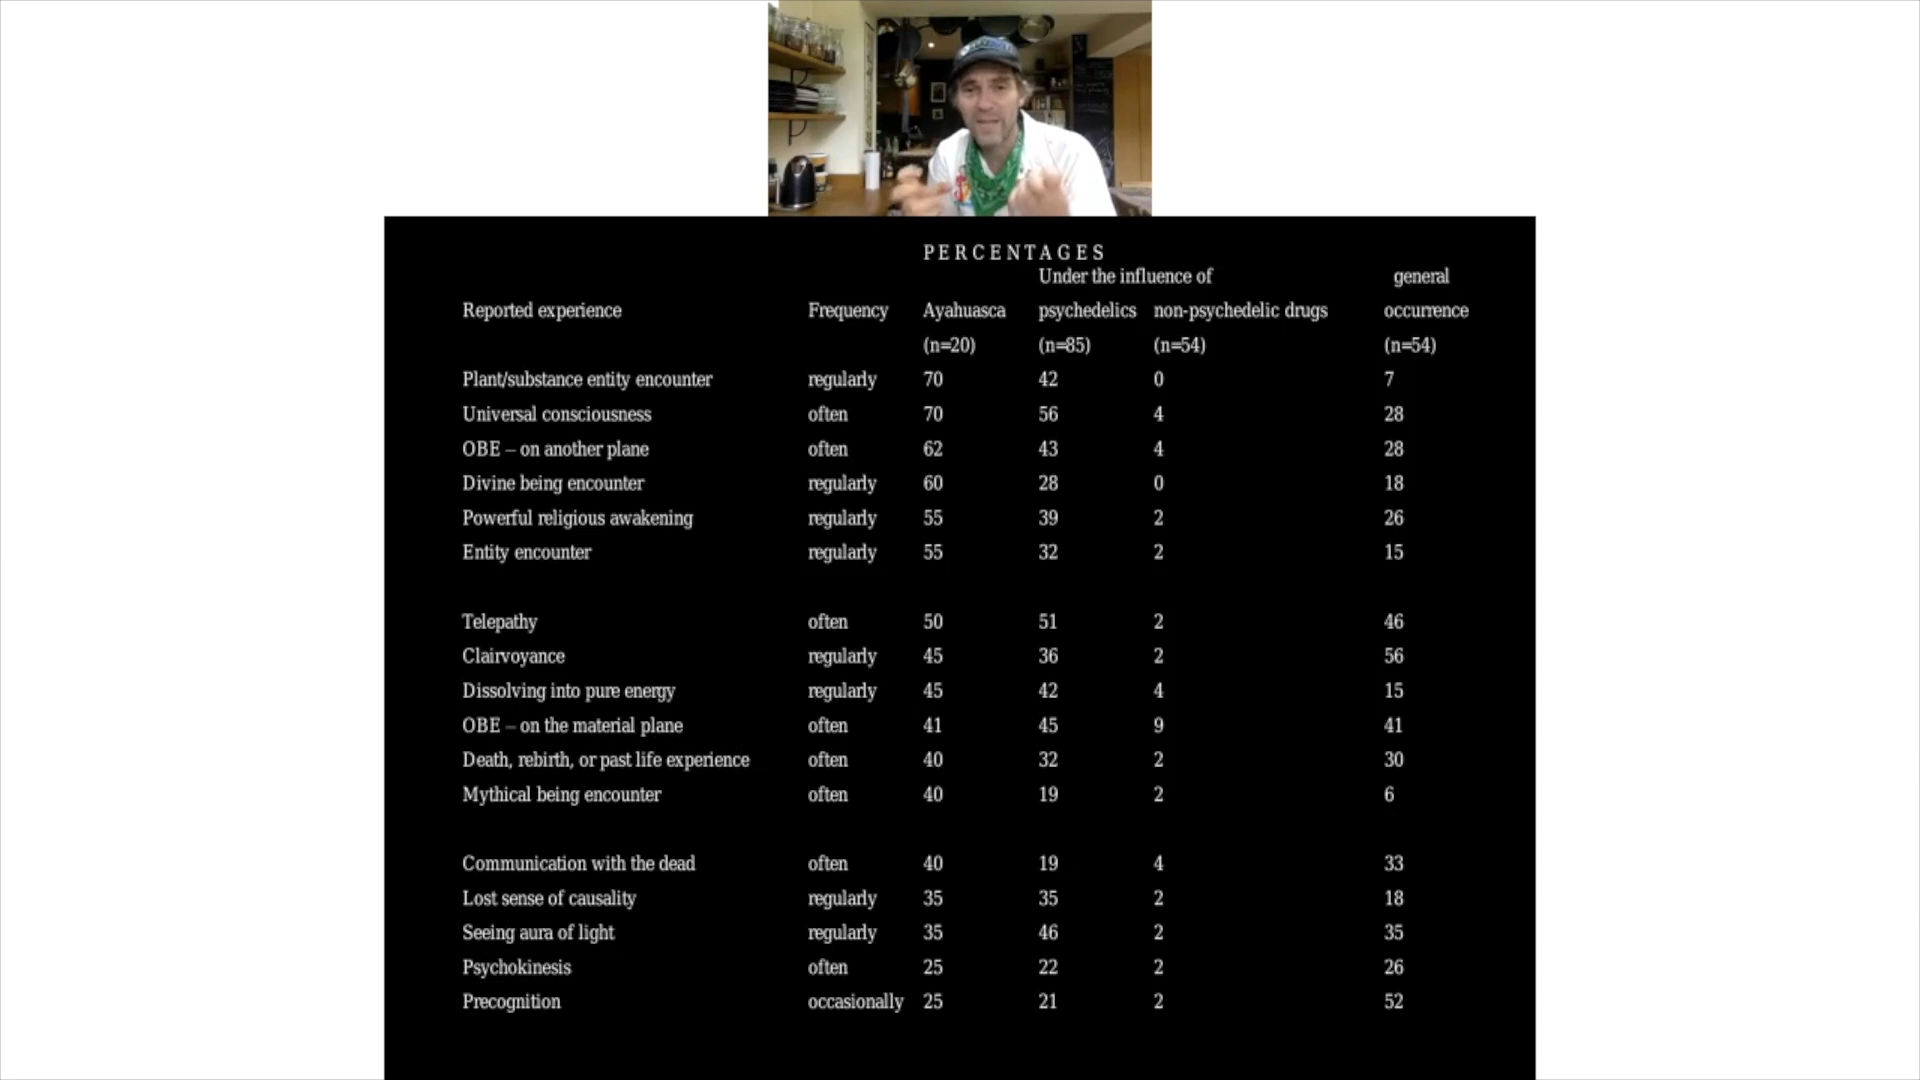 PERCENTAGES
Under the influence of general
Reported experience Frequency Ayahuasca psychedelics non-psychedelic drugs occurrence
(n=20) (n=85) (n=54) (n=54)
Plant/substance entity encounter regularly 70 42 0 7
Universal consciousness often 70 56 4 28
OBE – on another plane often 62 43 4 28
Divine being encounter regularly 60 28 0 18
Powerful religious awakening regularly 55 39 2 26
Entity encounter regularly 55 32 2 15
Telepathy often 50 51 2 46
Clairvoyance regularly 45 36 2 56
Dissolving into pure energy regularly 45 42 4 15
OBE – on the material plane often 41 45 9 41
Death, rebirth, or past life experience often 40 32 2 30
Mythical being encounter often 40 19 2 6
Communication with the dead often 40 19 4 33
Lost sense of causality regularly 35 35 2 18
Seeing aura of light regularly 35 46 2 35
Psychokinesis often 25 22 2 26
Precognition occasionally 25 21 2 52